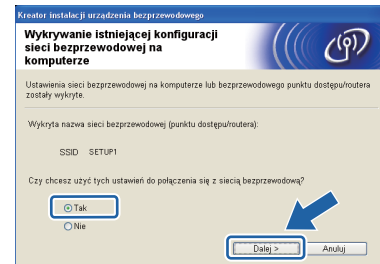 Kreator instalacji urządzenia bezprzewodowego
Wykrywanie istniejącej konfiguracji
sieci bezprzewodowej na
komputerze
Ustawienia sieci bezprzewodowej na komputerze lub bezprzewodowego punktu dostępu/routera
zostały wykryte.
Wykryta nazwa sieci bezprzewodowej (punktu dostępu/routera):
SSID SETUP1
Czy chcesz użyć tych ustawień do połączenia się z siecią bezprzewodową?
Tak
Nie
Dalej > Anuluj